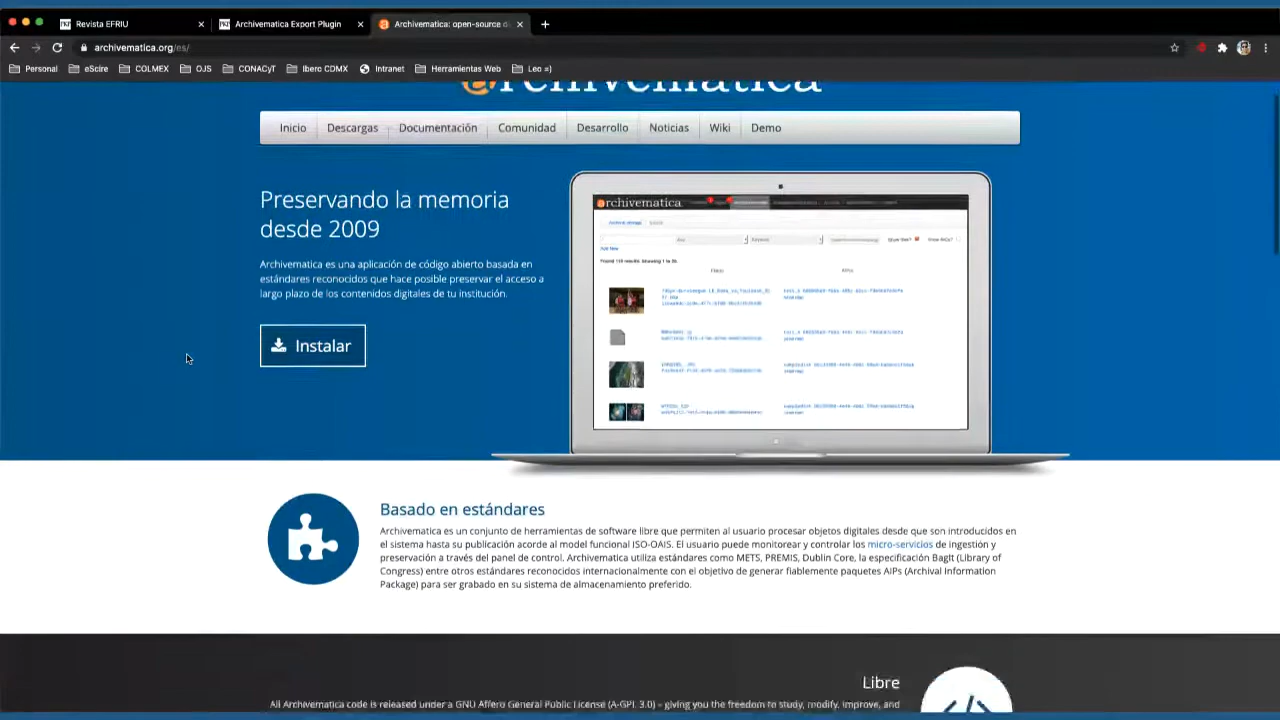 Revista EFRIU
Archivematica Export Plugin
Archivematica: open-source d
archivematica.org/es/
Personal
eScire
COLMEX
OJS
CONACyT
Ibero CDMX
Intranet
Herramientas Web
Leo =)
archivematica
Inicio
Descargas
Documentación
Comunidad
Desarrollo
Noticias
Wiki
Demo
Preservando la memoria
desde 2009
Archivematica es una aplicación de código abierto basada en
estándares reconocidos que hace posible preservar el acceso a
largo plazo de los contenidos digitales de tu institución.
Instalar
archivematica
Basado en estándares
Archivematica es un conjunto de herramientas de software libre que permiten al usuario procesar objetos digitales desde que son introducidos en
el sistema hasta su publicación acorde al model funcional ISO-OAIS. El usuario puede monitorear y controlar los micro-servicios de ingestión y
preservación a través del panel de control. Archivematica utiliza estándares como METS, PREMIS, Dublin Core, la especificación BagIt (Library of
Congress) entre otros estándares reconocidos internacionalmente con el objetivo de generar fiablemente paquetes AIPs (Archival Information
Package) para ser grabado en su sistema de almacenamiento preferido.
Libre
All Archivematica code is released under a GNU Affero General Public License (A-GPL 3.0) – giving you the freedom to study, modify, improve, and